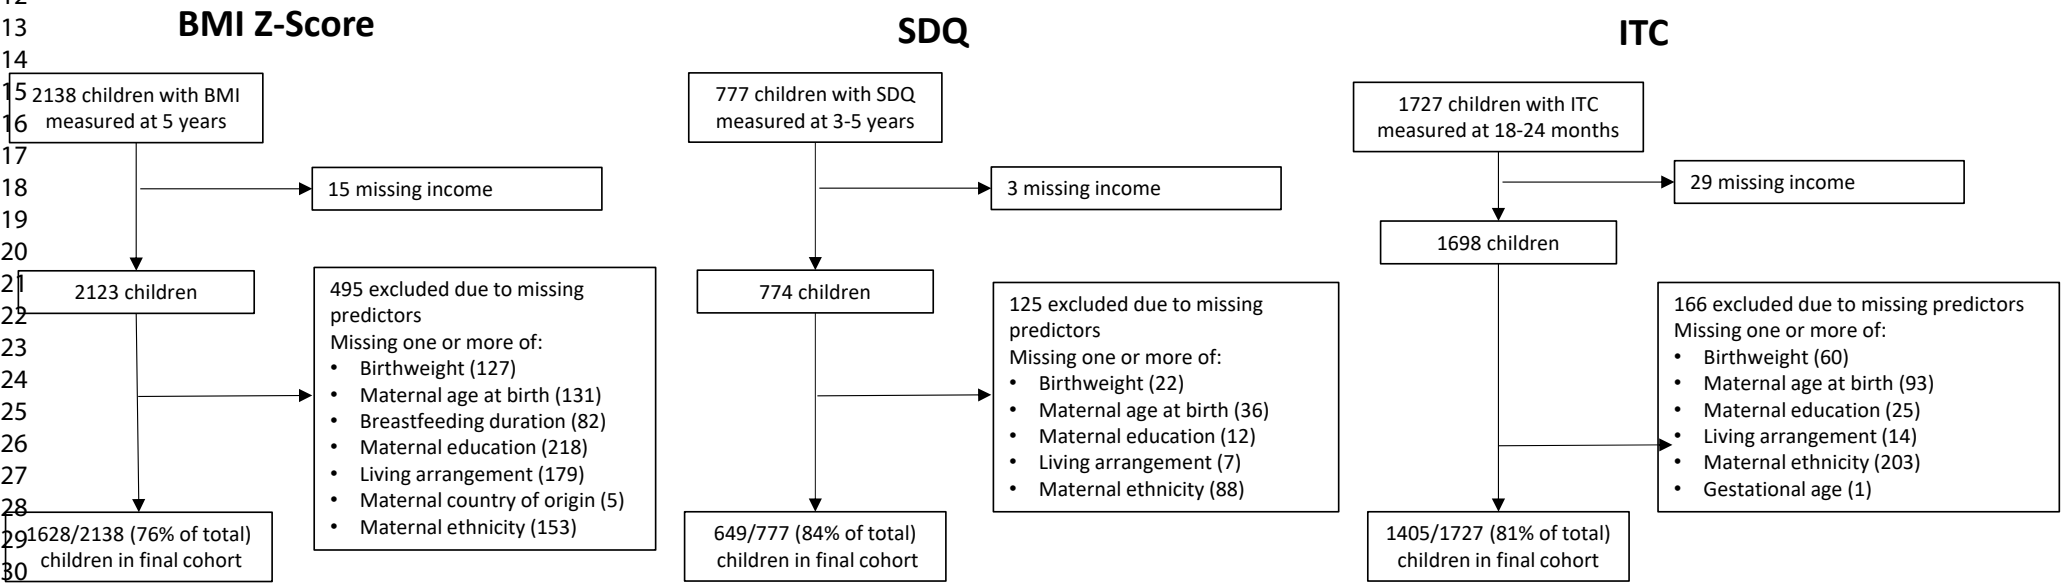 12
13
14
15
16
17
18
19
20
21
22
23
24
25
26
27
28
29
30
BMI Z-Score
2138 children with BMI
measured at 5 years
15 missing income
2123 children
495 excluded due to missing
predictors
Missing one or more of:
• Birthweight (127)
• Maternal age at birth (131)
• Breastfeeding duration (82)
• Maternal education (218)
• Living arrangement (179)
• Maternal country of origin (5)
• Maternal ethnicity (153)
1628/2138 (76% of total)
children in final cohort
SDQ
777 children with SDQ
measured at 3-5 years
3 missing income
774 children
125 excluded due to missing
predictors
Missing one or more of:
• Birthweight (22)
• Maternal age at birth (36)
• Maternal education (12)
• Living arrangement (7)
• Maternal ethnicity (88)
649/777 (84% of total)
children in final cohort
ITC
1727 children with ITC
measured at 18-24 months
29 missing income
1698 children
166 excluded due to missing predictors
Missing one or more of:
• Birthweight (60)
• Maternal age at birth (93)
• Maternal education (25)
• Living arrangement (14)
• Maternal ethnicity (203)
• Gestational age (1)
1405/1727 (81% of total)
children in final cohort